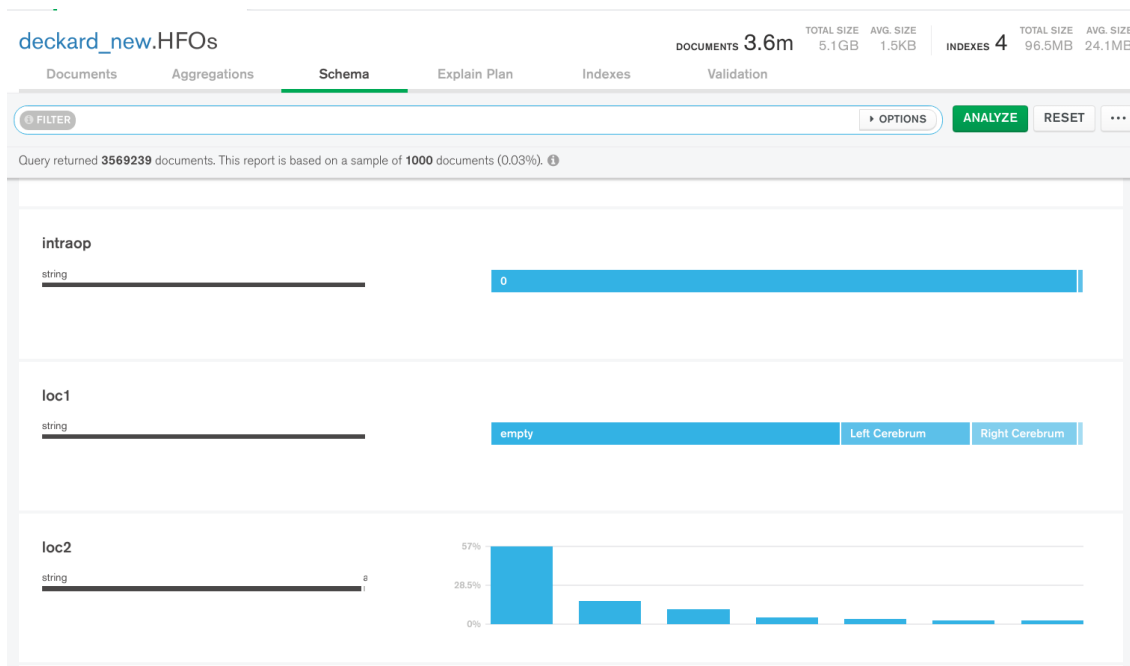 deckard_new.HFOs
DOCUMENTS 3.6m
TOTAL SIZE
5.1GB
AVG. SIZE
1.5KB
INDEXES 4
TOTAL SIZE
96.5MB
AVG. SIZE
24.1MB
Documents
Aggregations
Schema
Explain Plan
Indexes
Validation
FILTER
OPTIONS
ANALYZE
RESET
...
Query returned 3569239 documents. This report is based on a sample of 1000 documents (0.03%).
intraop
string
0
loc1
string
empty
Left Cerebrum
Right Cerebrum
loc2
string
a
57%
28.5%
0%